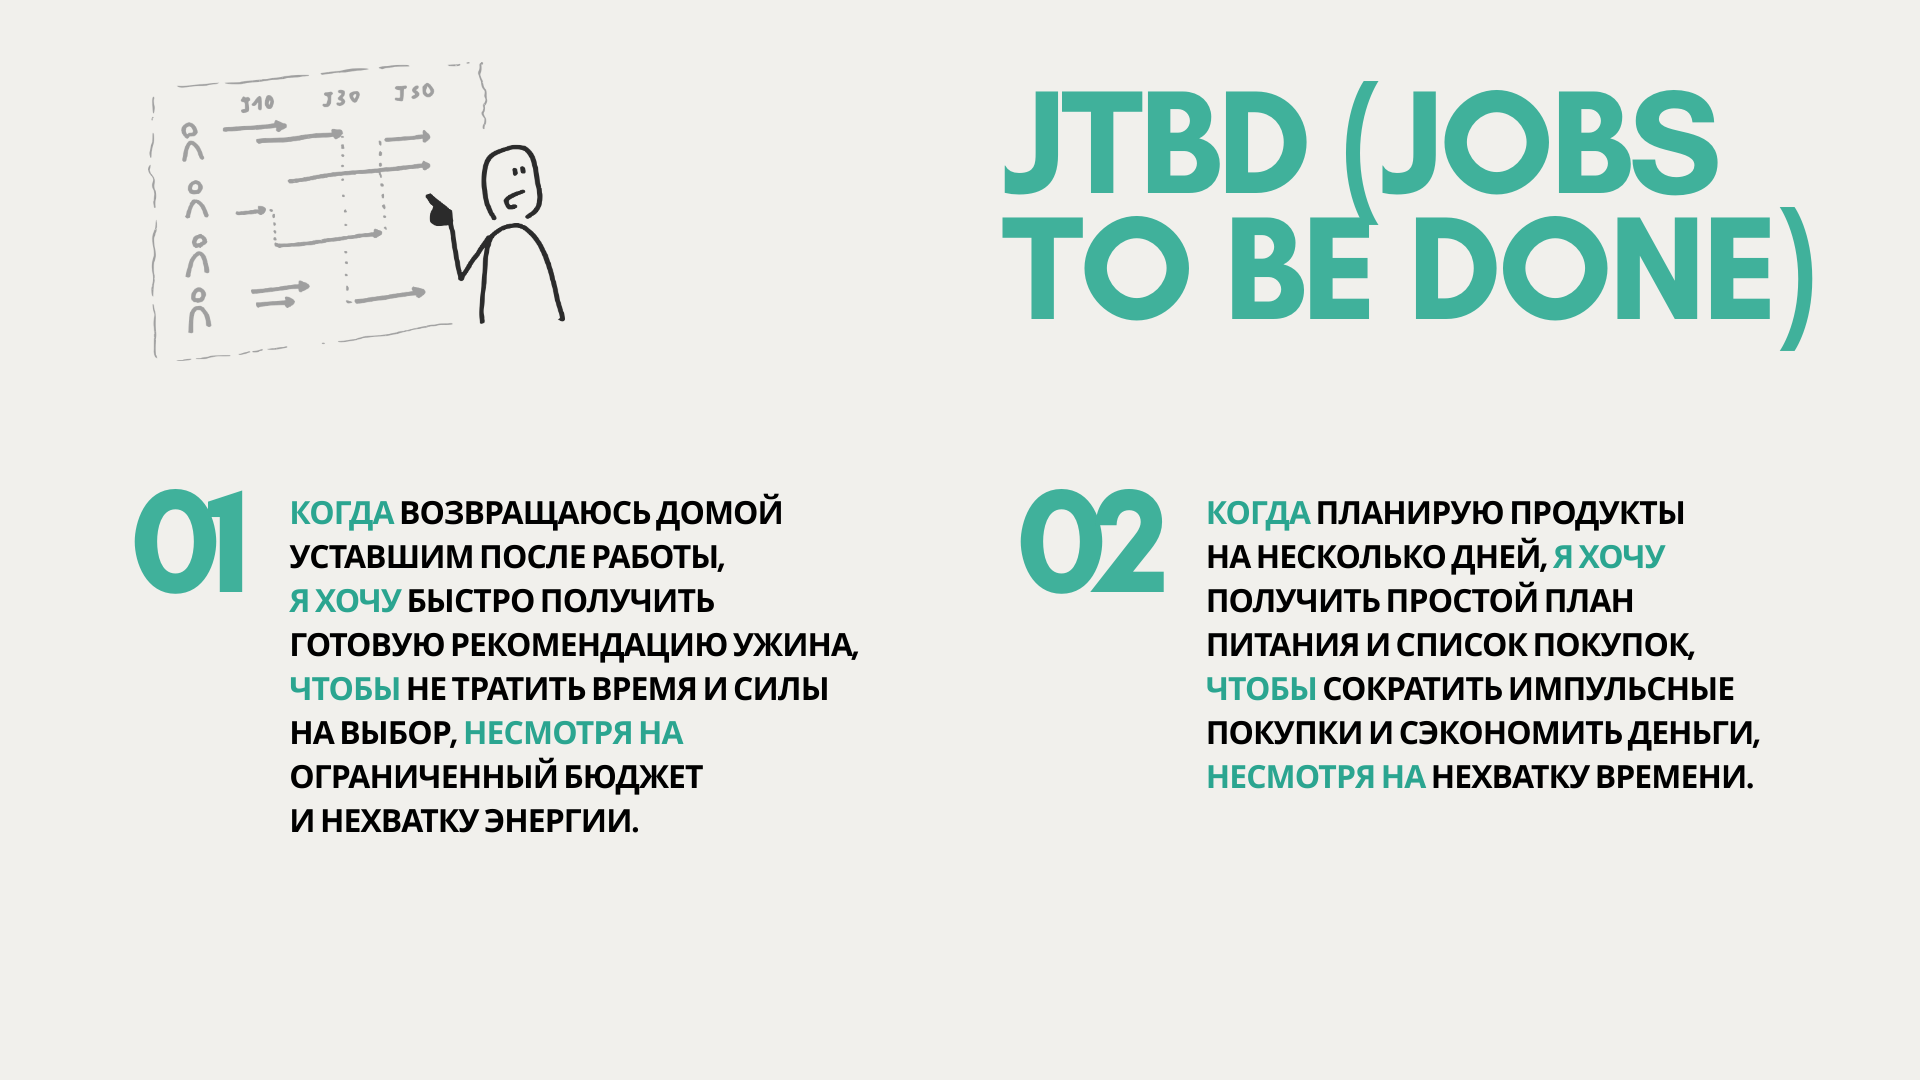 J10 J30 J50
JTBD (JOBS
TO BE DONE)
01
КОГДА ВОЗВРАЩАЮСЬ ДОМОЙ
УСТАВШИМ ПОСЛЕ РАБОТЫ,
Я ХОЧУ БЫСТРО ПОЛУЧИТЬ
ГОТОВУЮ РЕКОМЕНДАЦИЮ УЖИНА,
ЧТОБЫ НЕ ТРАТИТЬ ВРЕМЯ И СИЛЫ
НА ВЫБОР, НЕСМОТРЯ НА
ОГРАНИЧЕННЫЙ БЮДЖЕТ
И НЕХВАТКУ ЭНЕРГИИ.
02
КОГДА ПЛАНИРУЮ ПРОДУКТЫ
НА НЕСКОЛЬКО ДНЕЙ, Я ХОЧУ
ПОЛУЧИТЬ ПРОСТОЙ ПЛАН
ПИТАНИЯ И СПИСОК ПОКУПОК,
ЧТОБЫ СОКРАТИТЬ ИМПУЛЬСНЫЕ
ПОКУПКИ И СЭКОНОМИТЬ ДЕНЬГИ,
НЕСМОТРЯ НА НЕХВАТКУ ВРЕМЕНИ.